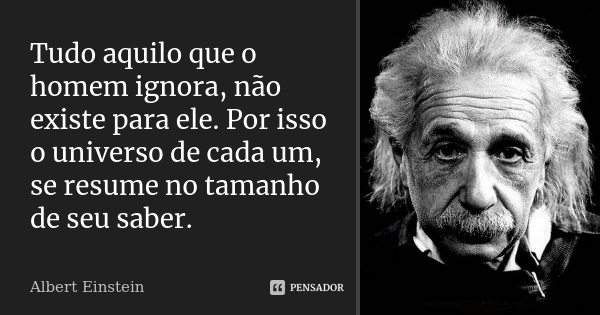 Tudo aquilo que o
homem ignora, não
existe para ele. Por isso
o universo de cada um,
se resume no tamanho
de seu saber.
Albert Einstein
PENSADOR